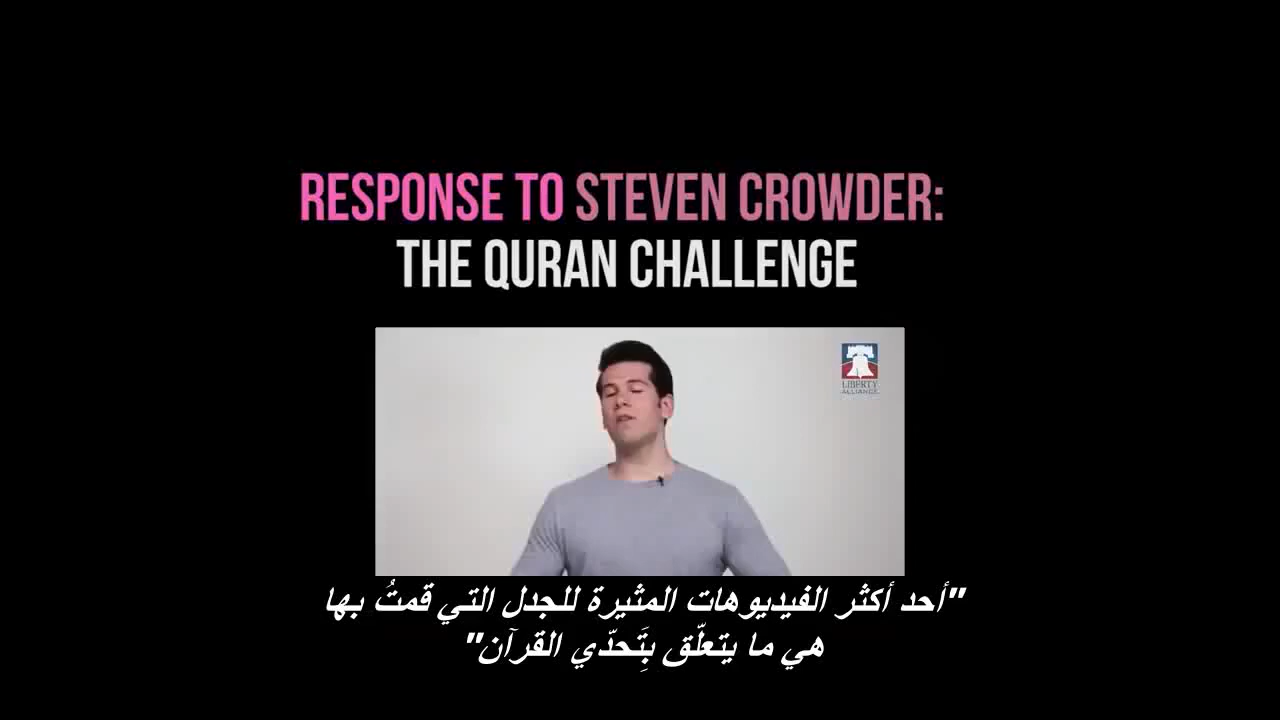 RESPONSE TO STEVEN CROWDER:
THE QURAN CHALLENGE
LIBERTY
ALLIANCE
"أحد أكثر الفيديوهات المثيرة للجدل التي قمتُ بها
هي ما يتعلّق بِتَحدّي القرآن"